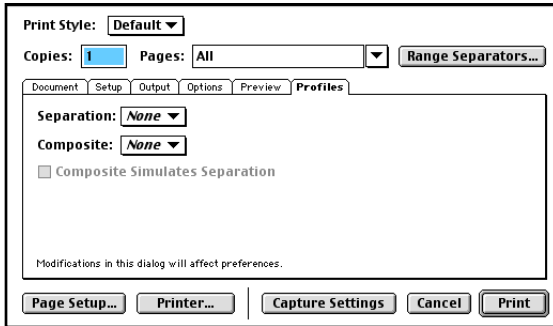 Print Style: Default
Copies: 1 Pages: All Range Separators...
Document Setup Output Options Preview Profiles
Separation: None
Composite: None
Composite Simulates Separation
Modifications in this dialog will affect preferences.
Page Setup... Printer... Capture Settings Cancel Print